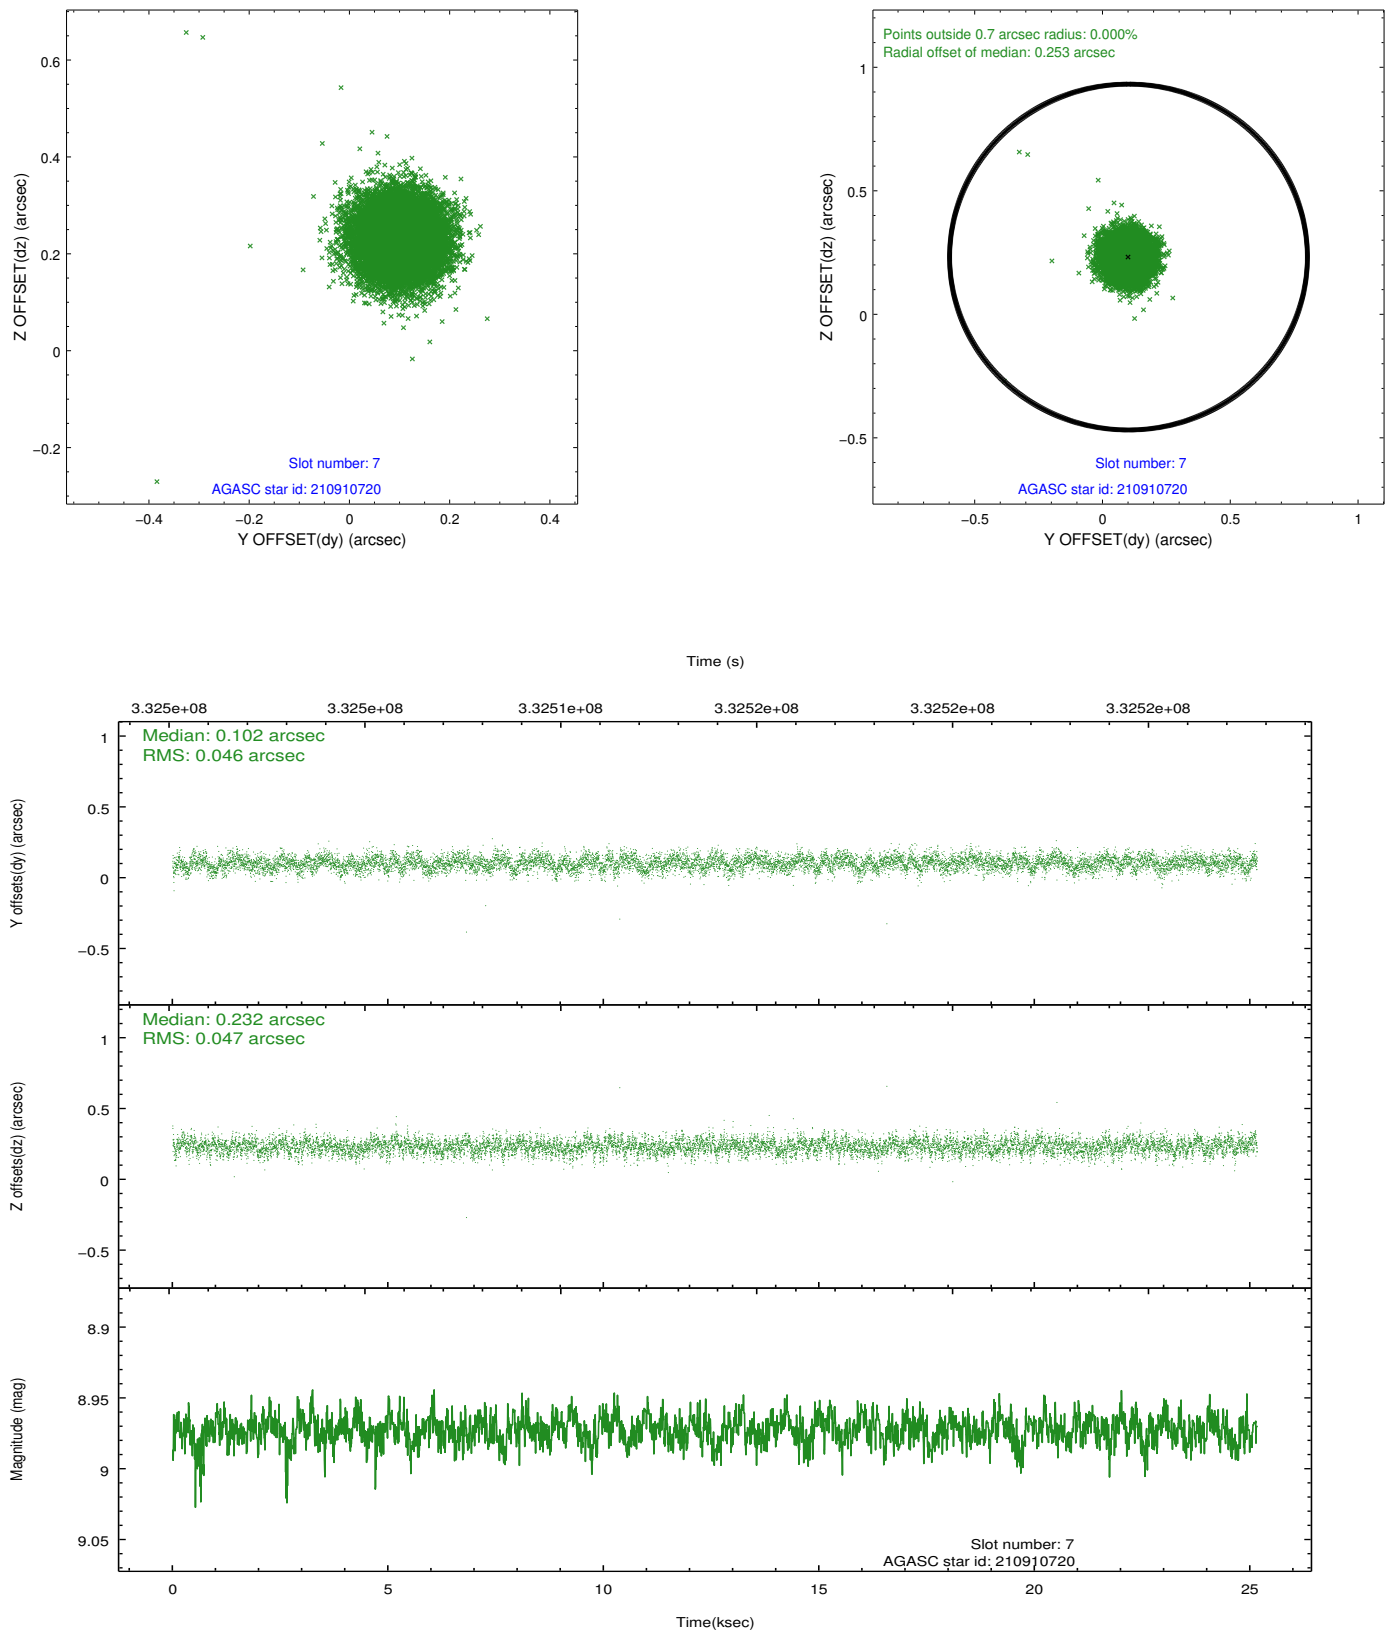 0.6
0.4
0.2
0
−0.2
−0.4
−0.2
0
0.2
0.4
Z OFFSET(dz) (arcsec)
Y OFFSET(dy) (arcsec)
Slot number: 7
AGASC star id: 210910720
Points outside 0.7 arcsec radius: 0.000%
Radial offset of median: 0.253 arcsec
1
0.5
0
−0.5
−0.5
0
0.5
1
Z OFFSET(dz) (arcsec)
Y OFFSET(dy) (arcsec)
Slot number: 7
AGASC star id: 210910720
Time (s)
3.325e+08 3.325e+08 3.3251e+08 3.3252e+08 3.3252e+08 3.3252e+08
Median: 0.102 arcsec
RMS: 0.046 arcsec
1
0.5
0
−0.5
Y offsets(dy) (arcsec)
Median: 0.232 arcsec
RMS: 0.047 arcsec
1
0.5
0
−0.5
Z offsets(dz) (arcsec)
8.9
8.95
9
9.05
Magnitude (mag)
Slot number: 7
AGASC star id: 210910720
0 5 10 15 20 25
Time(ksec)